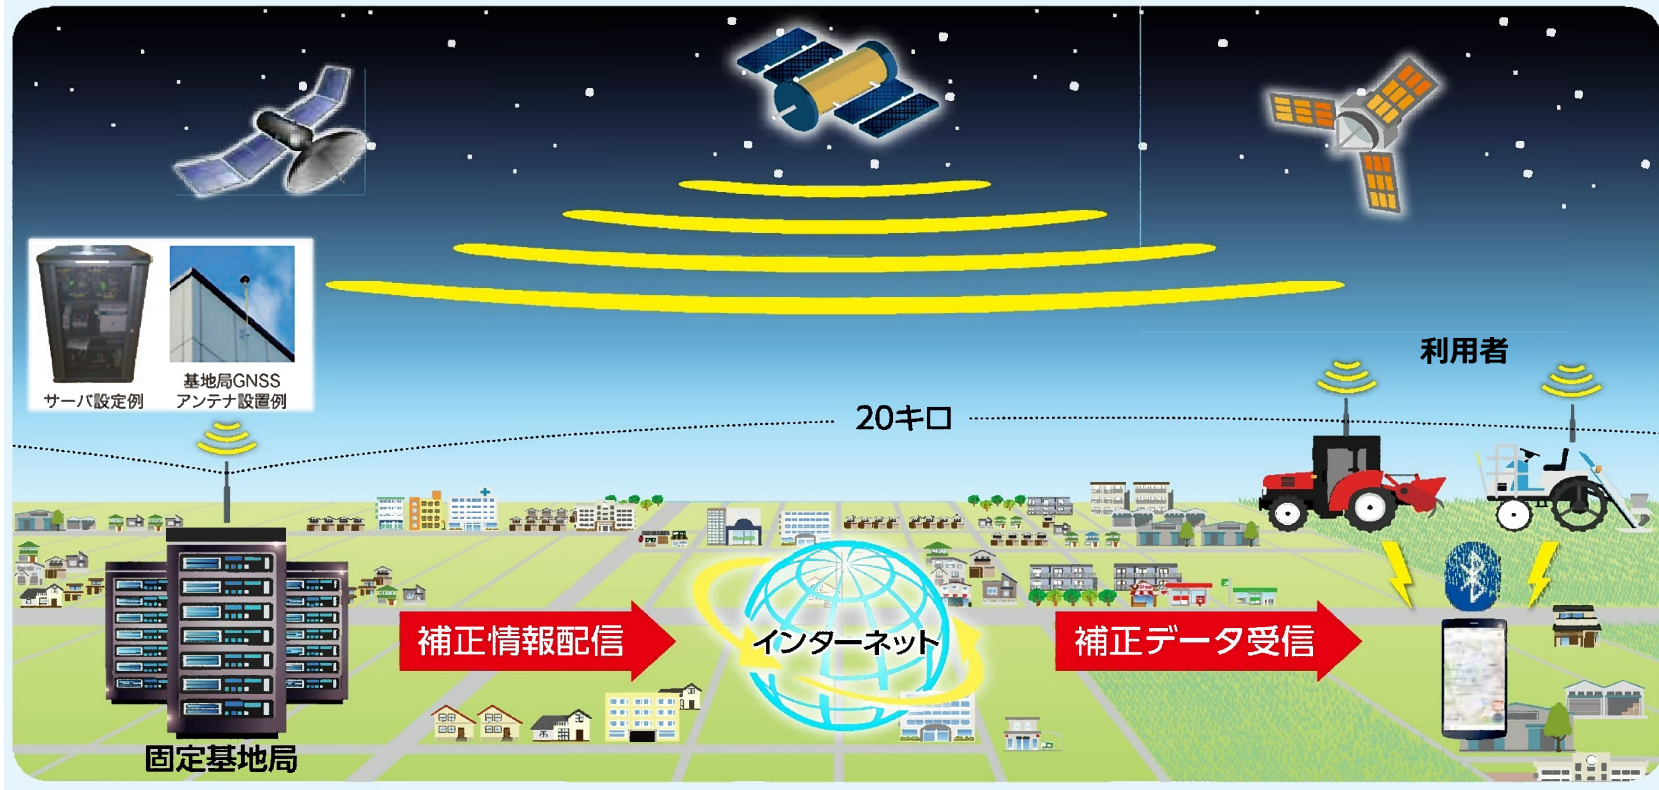 基地局GNSS
サーバ設定例
アンテナ設置例
利用者
20キロ
補正情報配信
インターネット
補正データ受信
固定基地局